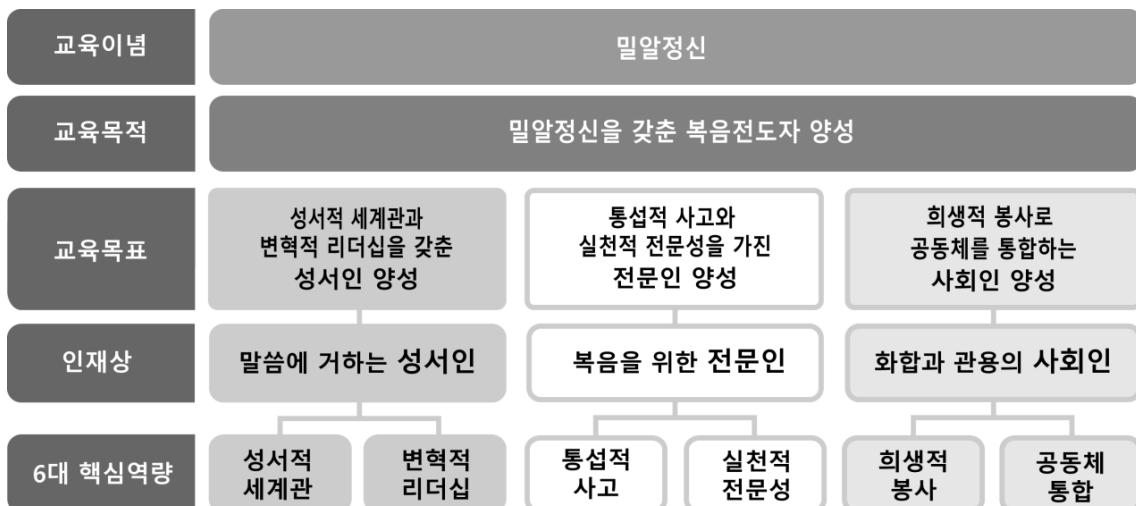 교육이념
밀알정신
교육목적
밀알정신을 갖춘 복음전도자 양성
교육목표
성서적 세계관과
변혁적 리더십을 갖춘
성서인 양성
통섭적 사고와
실천적 전문성을 가진
전문인 양성
희생적 봉사로
공동체를 통합하는
사회인 양성
인재상
말씀에 거하는 성서인
복음을 위한 전문인
화합과 관용의 사회인
6대 핵심역량
성서적
세계관
변혁적
리더십
통섭적
사고
실천적
전문성
희생적
봉사
공동체
통합